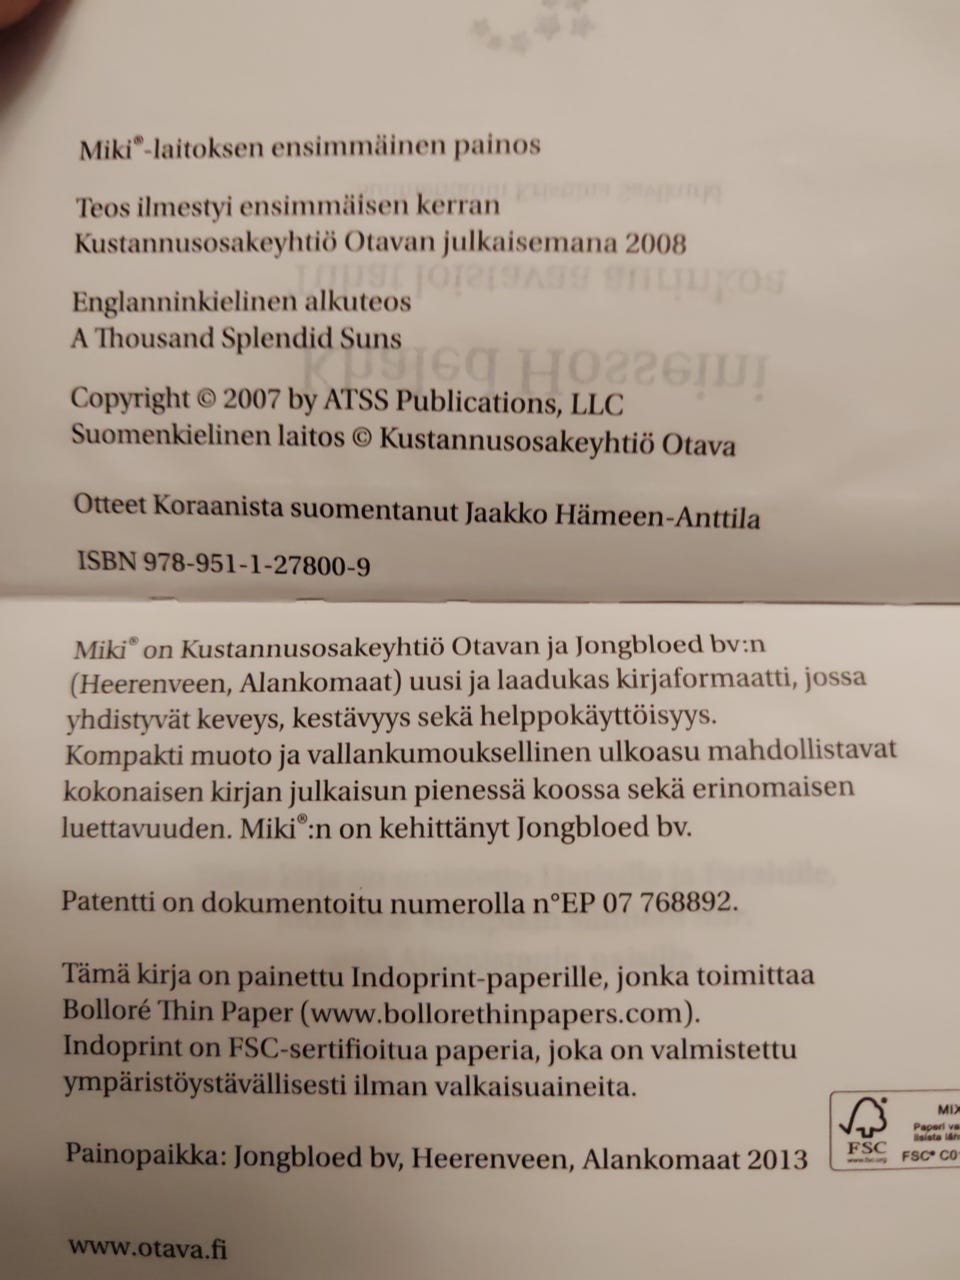 Miki®-laitoksen ensimmäinen painos
Teos ilmestyi ensimmäisen kerran
Kustannusosakeyhtiö Otavan julkaisemana 2008
Englanninkielinen alkuteos
A Thousand Splendid Suns
Copyright © 2007 by ATSS Publications, LLC
Suomenkielinen laitos © Kustannusosakeyhtiö Otava
Otteet Koraanista suomentanut Jaakko Hämeen-Anttila
ISBN 978-951-1-27800-9
Miki® on Kustannusosakeyhtiö Otavan ja Jongbloed bv:n
(Heerenveen, Alankomaat) uusi ja laadukas kirjaformaatti, jossa
yhdistyvät keveys, kestävyys sekä helppokäyttöisyys.
Kompakti muoto ja vallankumouksellinen ulkoasu mahdollistavat
kokonaisen kirjan julkaisun pienessä koossa sekä erinomaisen
luettavuuden. Miki®:n on kehittänyt Jongbloed bv.
Patentti on dokumentoitu numerolla n°EP 07 768892.
Tämä kirja on painettu Indoprint-paperille, jonka toimittaa
Bolloré Thin Paper (www.bollorethinpapers.com).
Indoprint on FSC-sertifioitua paperia, joka on valmistettu
ympäristöystävällisesti ilman valkaisuaineita.
Painopaikka: Jongbloed bv, Heerenveen, Alankomaat 2013
FSC
www.fsc.org
MIX
Paperi
FSC®
www.otava.fi